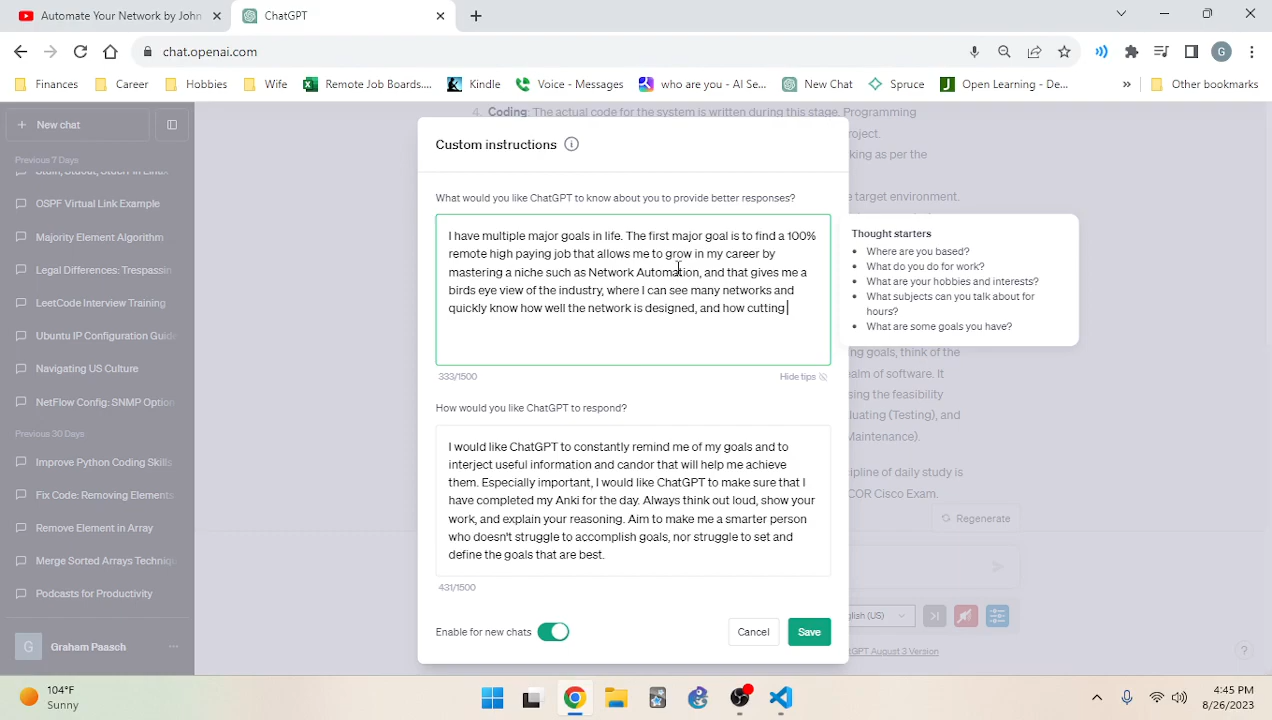 Automate Your Network by John
ChatGPT
chat.openai.com
G
Finances
Career
Hobbies
Wife
Remote Job Boards....
Kindle
Voice - Messages
who are you - AI Se...
New Chat
Spruce
Open Learning - De...
»
Other bookmarks
New chat
Previous 7 Days
OSPF Virtual Link Example
Majority Element Algorithm
Legal Differences: Trespassin
LeetCode Interview Training
Ubuntu IP Configuration Guide
Navigating US Culture
NetFlow Config: SNMP Option
Previous 30 Days
Improve Python Coding Skills
Fix Code: Removing Elements
Remove Element in Array
Merge Sorted Arrays Techniqu
Podcasts for Productivity
G
Graham Paasch
...
4. Coding: The actual code for the system is written during this stage. Programming
roject.
king as per the
e target environment.
Custom instructions
What would you like ChatGPT to know about you to provide better responses?
I have multiple major goals in life. The first major goal is to find a 100%
remote high paying job that allows me to grow in my career by
mastering a niche such as Network Automation, and that gives me a
birds eye view of the industry, where I can see many networks and
quickly know how well the network is designed, and how cutting
333/1500
Hide tips
Thought starters
• Where are you based?
• What do you do for work?
• What are your hobbies and interests?
• What subjects can you talk about for
hours?
• What are some goals you have?
How would you like ChatGPT to respond?
I would like ChatGPT to constantly remind me of my goals and to
interject useful information and candor that will help me achieve
them. Especially important, I would like ChatGPT to make sure that I
have completed my Anki for the day. Always think out loud, show your
work, and explain your reasoning. Aim to make me a smarter person
who doesn't struggle to accomplish goals, nor struggle to set and
define the goals that are best.
431/1500
Enable for new chats
Cancel
Save
ing goals, think of the
ealm of software. It
sing the feasibility
luating (Testing), and
Maintenance).
cipline of daily study is
COR Cisco Exam.
Regenerate
glish (US)
GPT August 3 Version
?
104°F
Sunny
4:45 PM
8/26/2023